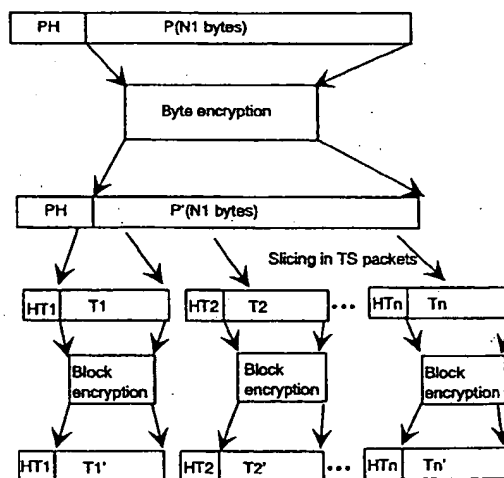 PH P(N1 bytes)
Byte encryption
PH P'(N1 bytes)
Slicing in TS packets
HT1 T1 HT2 T2 ... HTn Tn
Block encryption Block encryption Block encryption
HT1 T1' HT2 T2' ... HTn Tn'